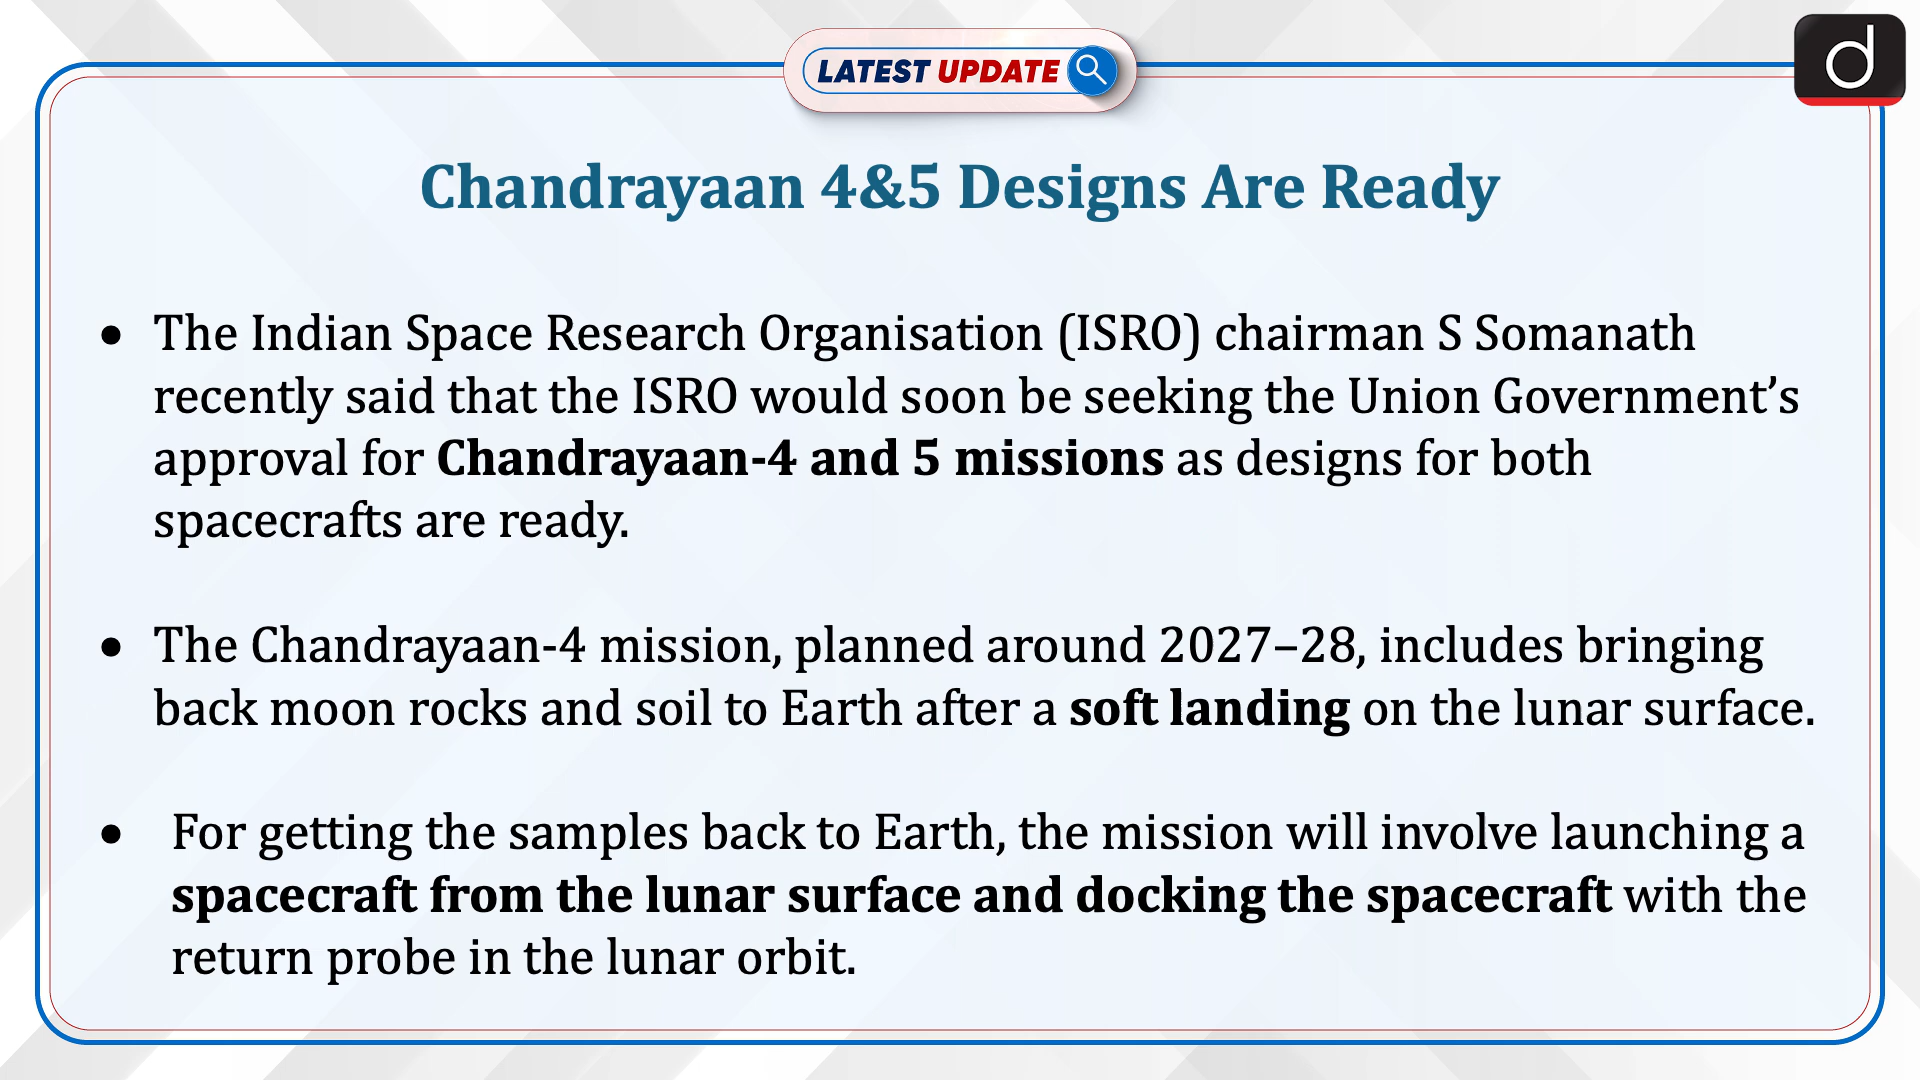 LATEST UPDATE
d
Chandrayaan 4&5 Designs Are Ready
• The Indian Space Research Organisation (ISRO) chairman S Somanath
recently said that the ISRO would soon be seeking the Union Government’s
approval for Chandrayaan-4 and 5 missions as designs for both
spacecrafts are ready.
• The Chandrayaan-4 mission, planned around 2027–28, includes bringing
back moon rocks and soil to Earth after a soft landing on the lunar surface.
• For getting the samples back to Earth, the mission will involve launching a
spacecraft from the lunar surface and docking the spacecraft with the
return probe in the lunar orbit.